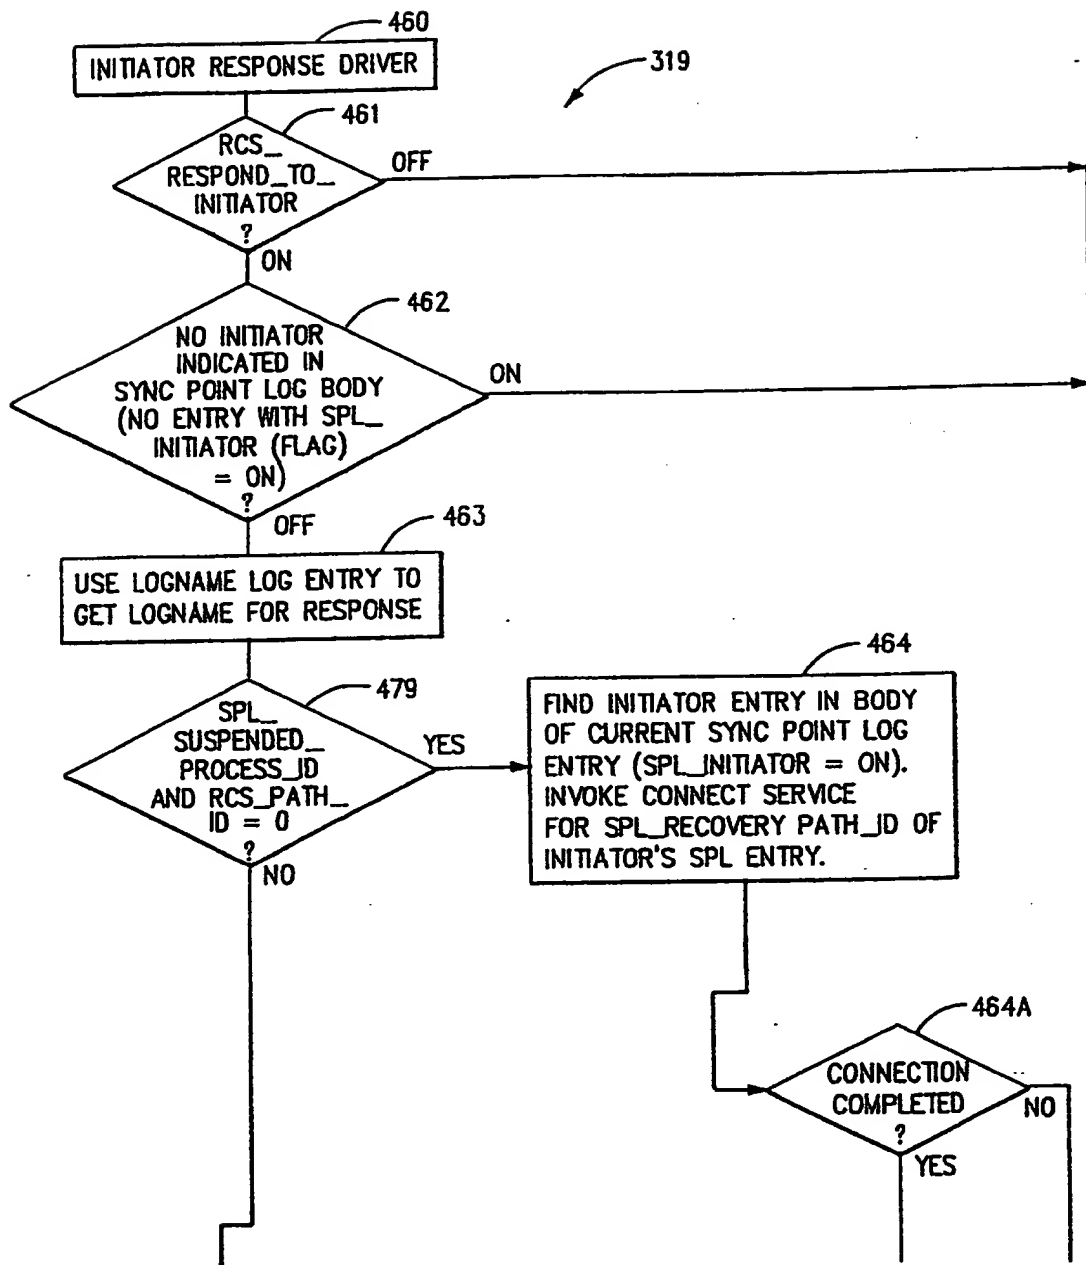 460
INITIATOR RESPONSE DRIVER
319
461
RCS_
RESPOND_TO_
INITIATOR
?
OFF
ON
462
NO INITIATOR
INDICATED IN
SYNC POINT LOG BODY
(NO ENTRY WITH SPL_
INITIATOR (FLAG)
= ON)
?
ON
OFF
463
USE LOGNAME LOG ENTRY TO
GET LOGNAME FOR RESPONSE
479
SPL_
SUSPENDED_
PROCESS_ID
AND RCS_PATH_
ID = 0
?
YES
NO
464
FIND INITIATOR ENTRY IN BODY
OF CURRENT SYNC POINT LOG
ENTRY (SPL_INITIATOR = ON).
INVOKE CONNECT SERVICE
FOR SPL_RECOVERY PATH_ID OF
INITIATOR'S SPL ENTRY.
464A
CONNECTION
COMPLETED
?
NO
YES